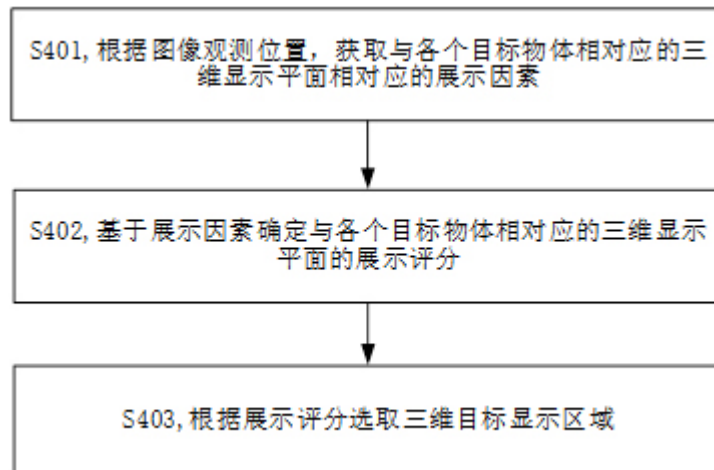 S401,根据图像观测位置，获取与各个目标物体相对应的三
维显示平面相对应的展示因素
S402,基于展示因素确定与各个目标物体相对应的三维显示
平面的展示评分
S403,根据展示评分选取三维目标显示区域